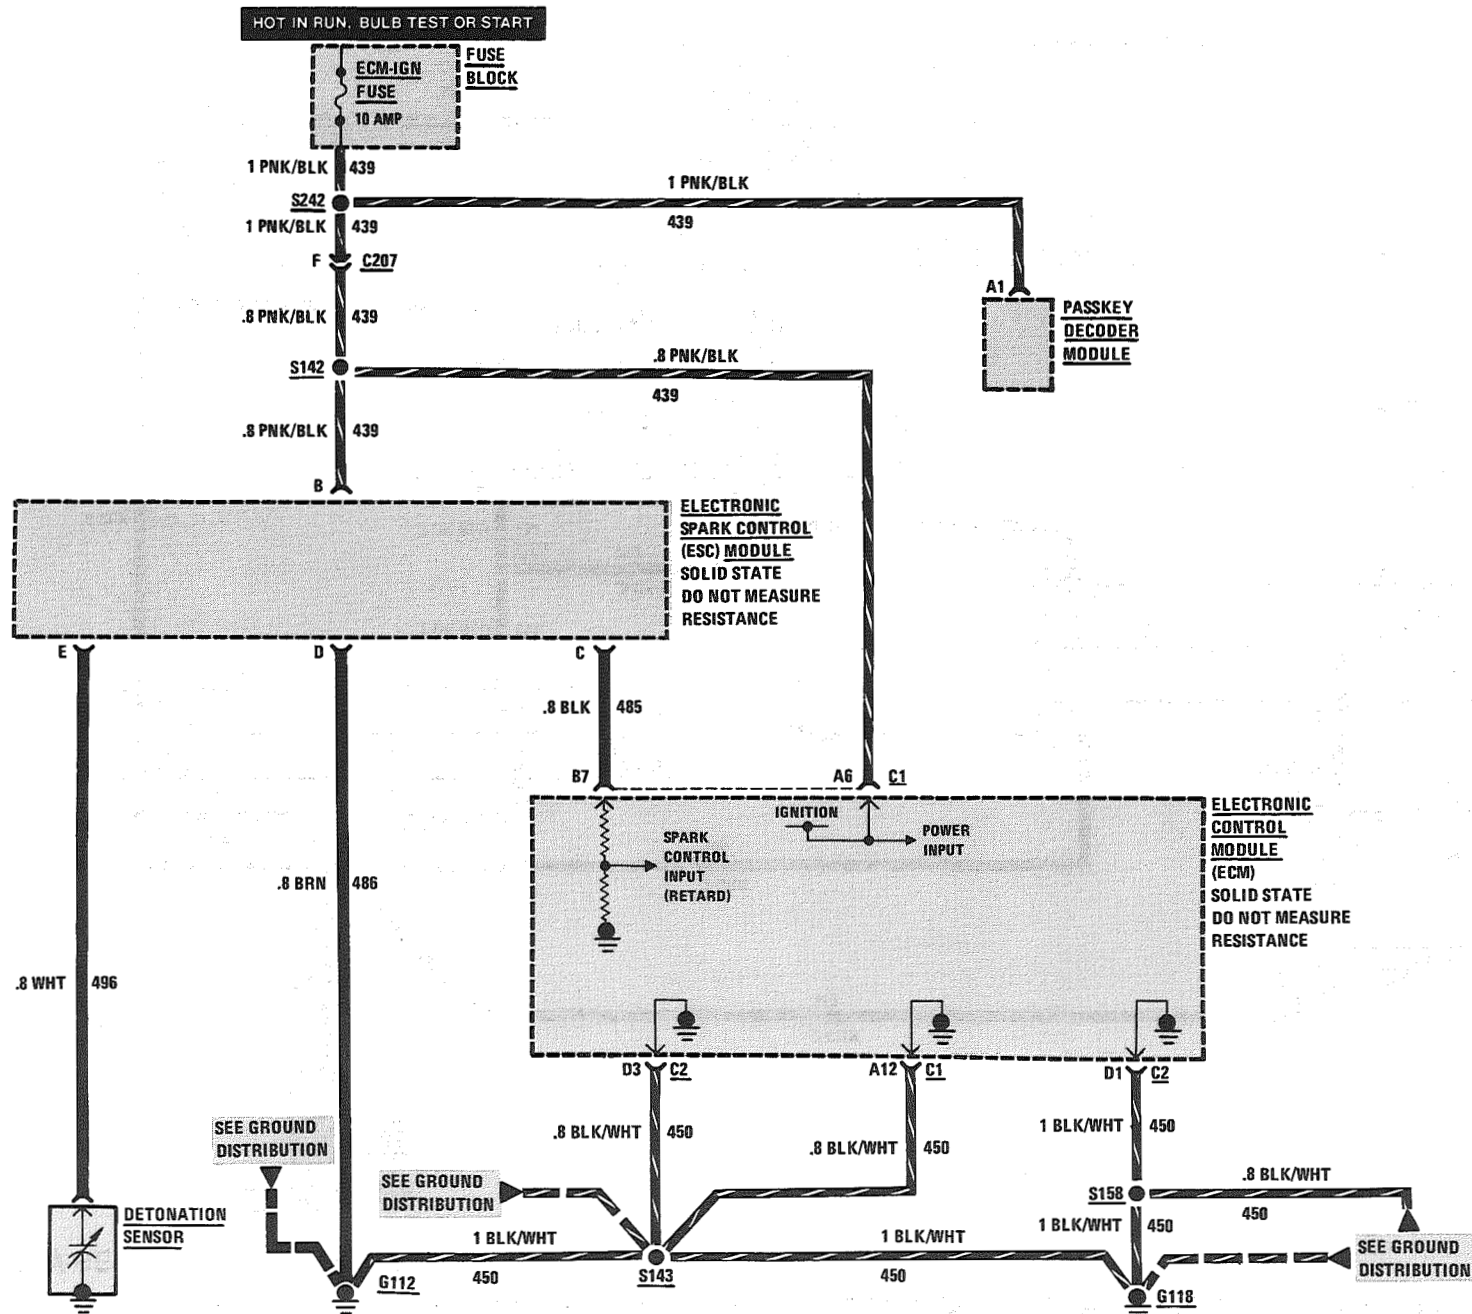 HOT IN RUN, BULB TEST OR START
FUSE
BLOCK
ECM-IGN
FUSE
10 AMP
1 PNK/BLK 439
S242
1 PNK/BLK
439
1 PNK/BLK 439
F C207
A1
PASSKEY
DECODER
MODULE
.8 PNK/BLK 439
S142
.8 PNK/BLK
439
.8 PNK/BLK 439
B
ELECTRONIC
SPARK CONTROL
(ESC) MODULE
SOLID STATE
DO NOT MEASURE
RESISTANCE
E
D
C
.8 BLK 485
B7
A6 C1
IGNITION
POWER
INPUT
SPARK
CONTROL
INPUT
(RETARD)
ELECTRONIC
CONTROL
MODULE
(ECM)
SOLID STATE
DO NOT MEASURE
RESISTANCE
.8 BRN 486
.8 WHT 496
D3 C2
A12 C1
D1 C2
SEE GROUND
DISTRIBUTION
.8 BLK/WHT 450
.8 BLK/WHT 450
1 BLK/WHT 450
SEE GROUND
DISTRIBUTION
S158
.8 BLK/WHT
450
1 BLK/WHT 450
DETONATION
SENSOR
1 BLK/WHT
450
1 BLK/WHT
450
SEE GROUND
DISTRIBUTION
G112
S143
G118